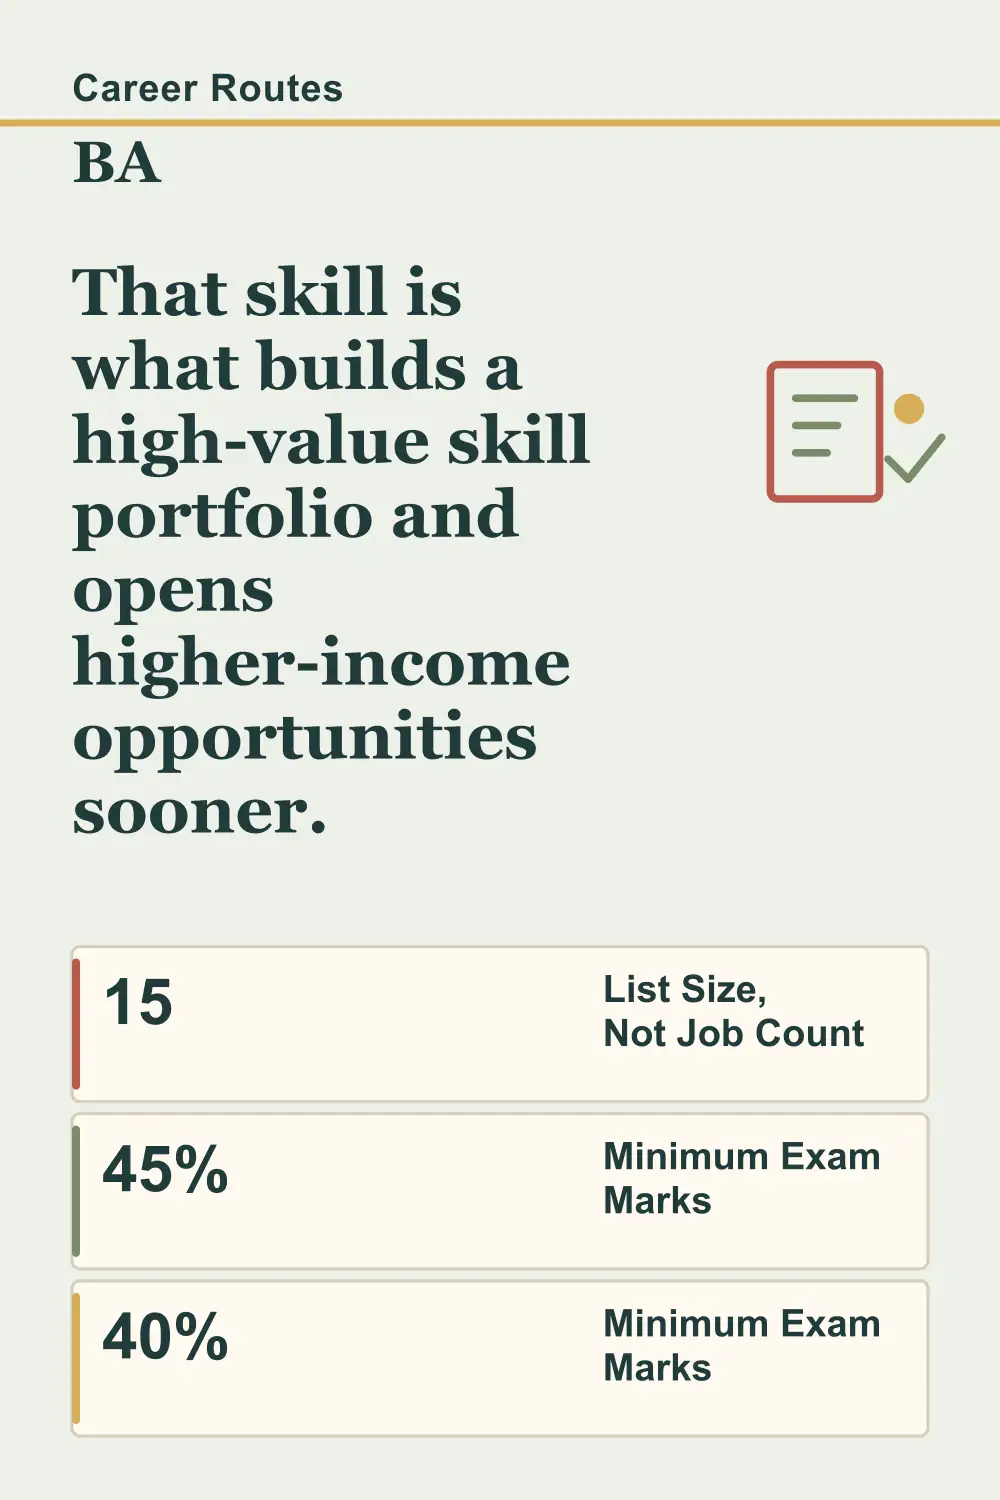 Career Routes
BA
That skill is
what builds a
high-value skill
portfolio and
opens
higher-income
opportunities
sooner.
15
List Size,
Not Job Count
45%
Minimum Exam
Marks
40%
Minimum Exam
Marks